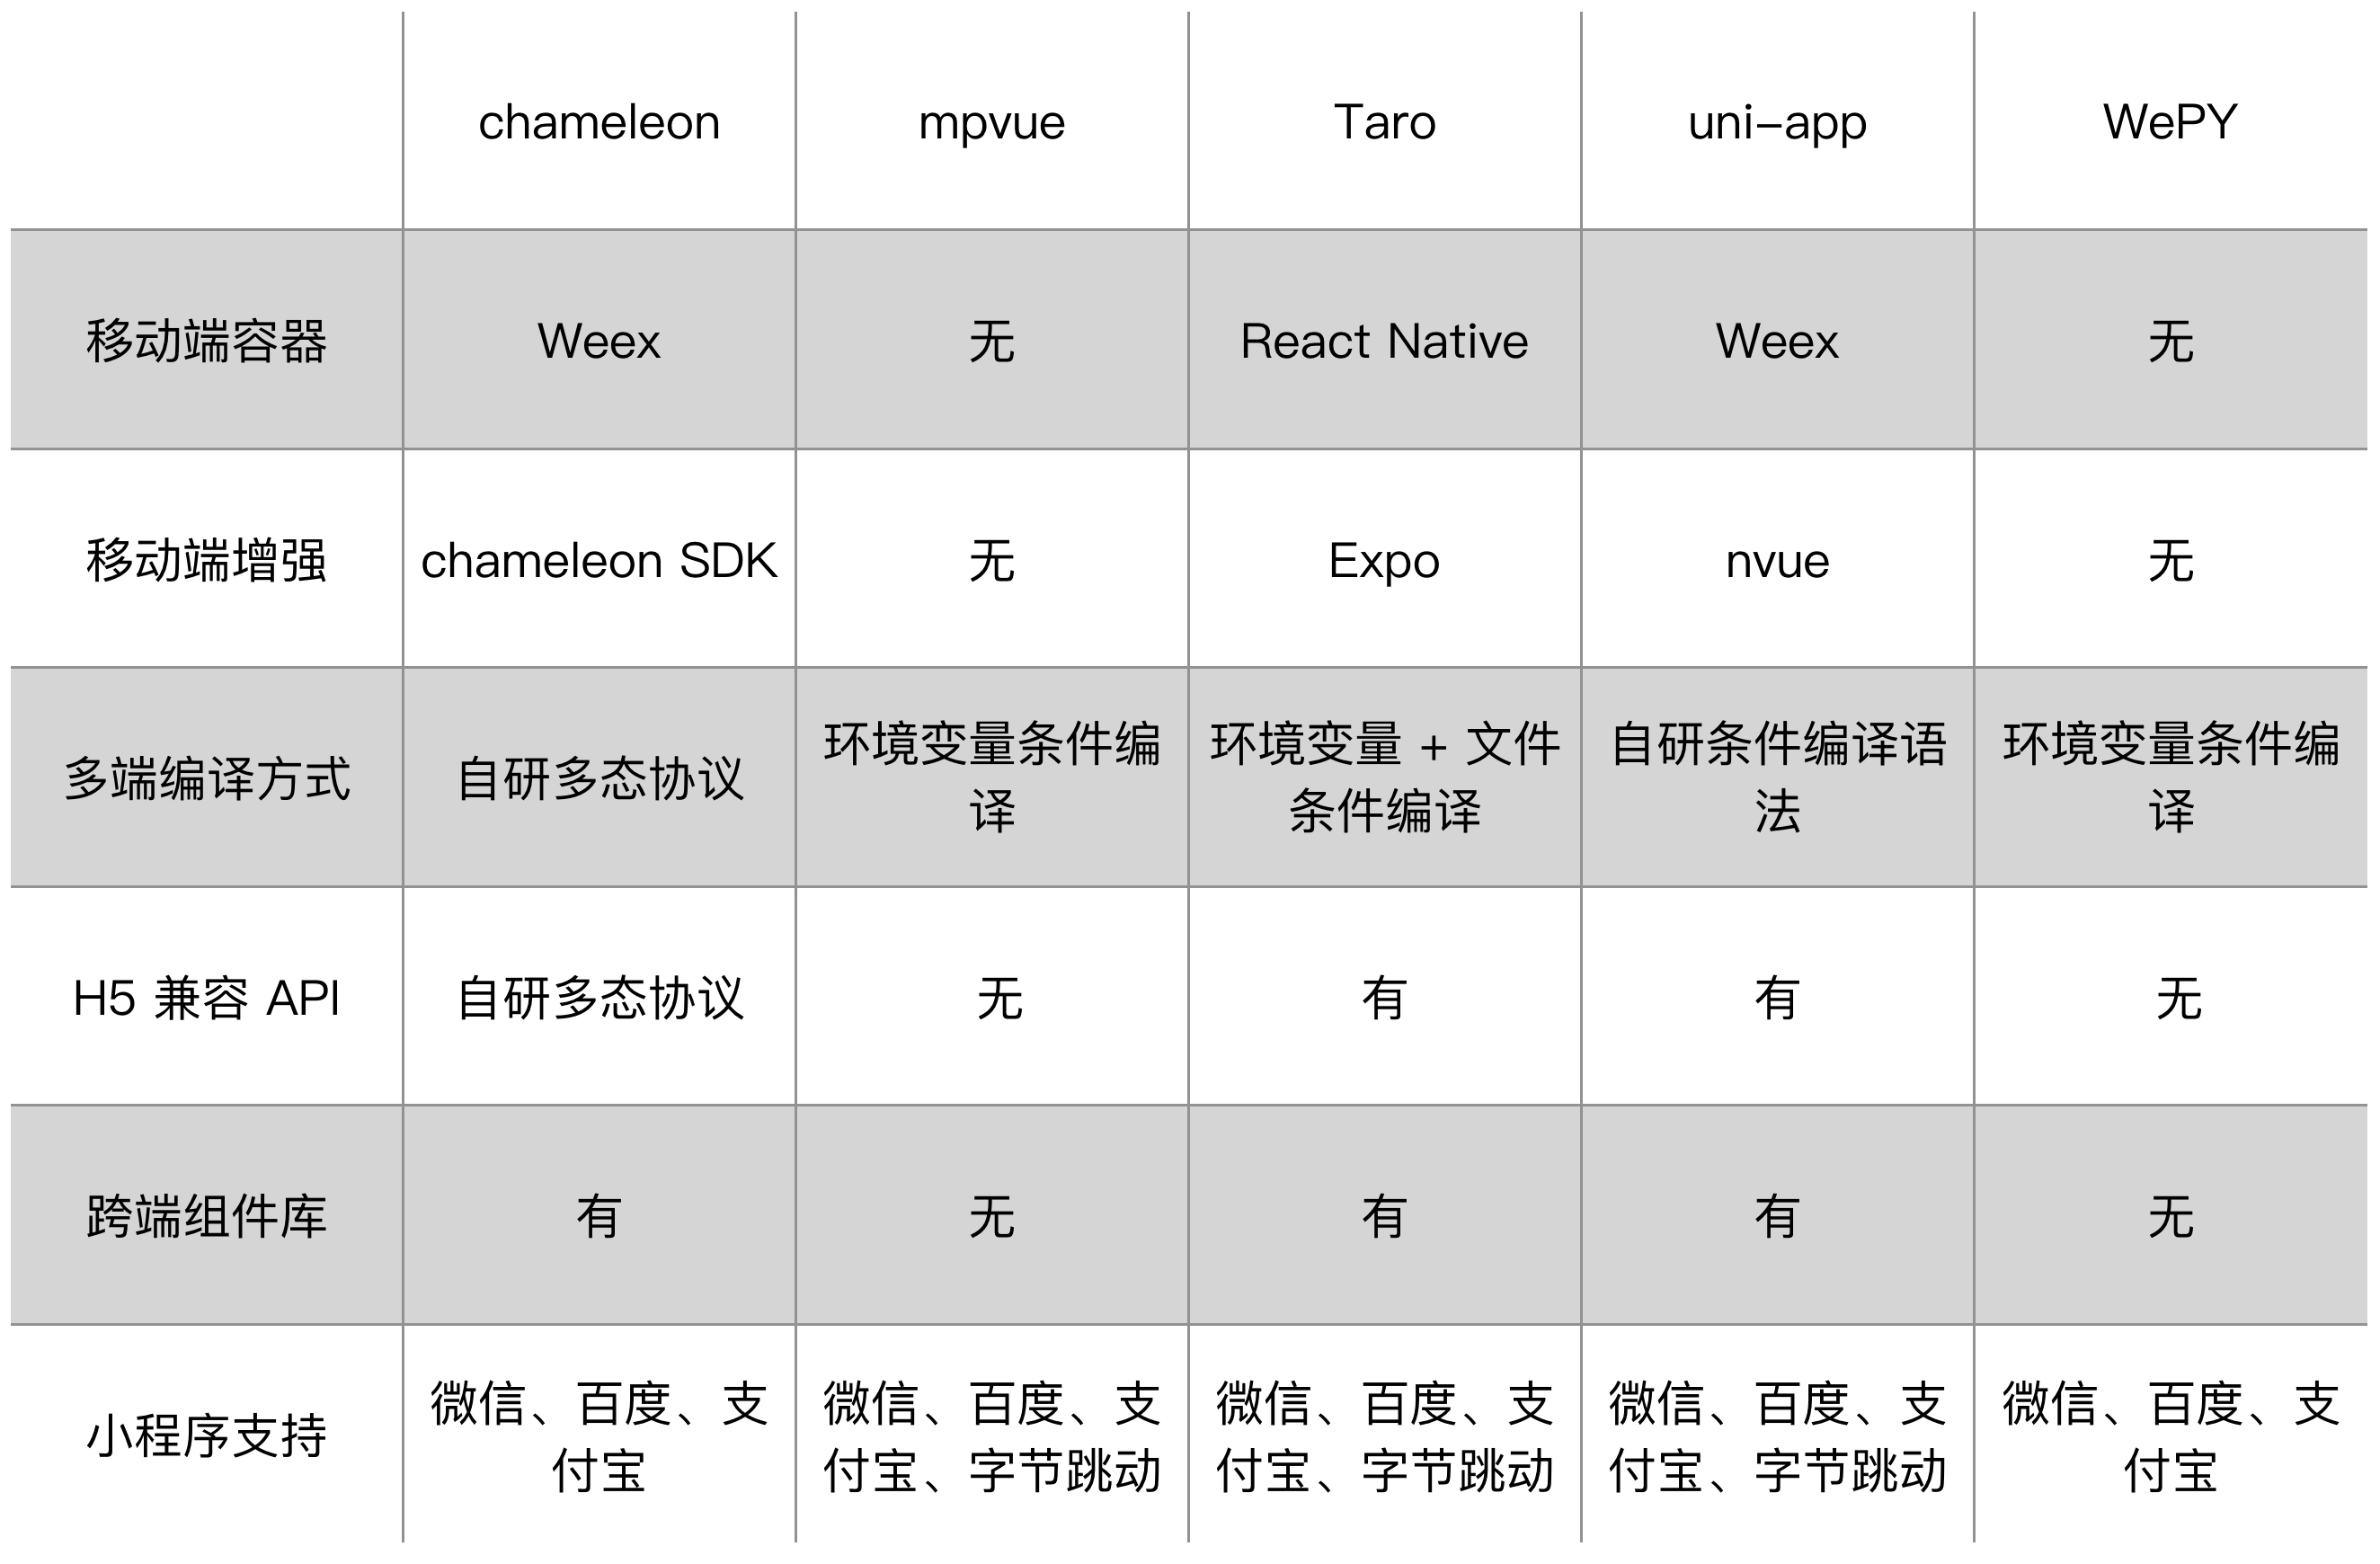 chameleon mpvue Taro uni-app WePY
移动端容器 Weex 无 React Native Weex 无
移动端增强 chameleon SDK 无 Expo nvue 无
多端编译方式 自研多态协议 环境变量条件编 环境变量 + 文件 自研条件编译语 环境变量条件编
译 条件编译 法 译
H5 兼容 API 自研多态协议 无 有 有 无
跨端组件库 有 无 有 有 无
小程序支持 微信、百度、支 微信、百度、支 微信、百度、支 微信、百度、支 微信、百度、支
付宝 付宝、字节跳动 付宝、字节跳动 付宝、字节跳动 付宝